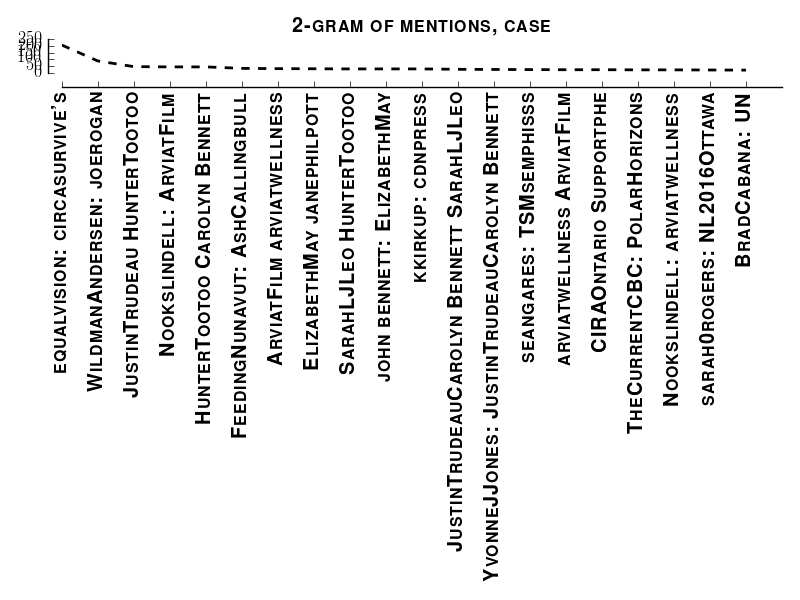 2-GRAM OF MENTIONS, CASE
250
200
150
100
50
0
EQUALVISION: CIRCASURVIVE'S
WILDMANANDERSEN: JOEROGAN
JUSTINTRUDEAU HUNTERTOOTOO
NOOKSLINDELL: ARVIATFILM
HUNTERTOOTOO CAROLYN BENNETT
FEEDINGNUNAVUT: ASHCALLINGBULL
ARVIATFILM ARVIATWELLNESS
ELIZABETHMAY JANEPHILPOTT
SARAHLJLEO HUNTERTOOTOO
JOHN BENNETT: ELIZABETHMAY
KKIRKUP: CDNPRESS
JUSTINTRUDEAUCAROLYN BENNETT SARAHLJLEO
YVONNEJJONES: JUSTINTRUDEAUCAROLYN BENNETT
SEANGARES: TSMSEMPHISSS
ARVIATWELLNESS ARVIATFILM
CIRAONTARIO SUPPORTPHE
THECURRENTCBC: POLARHORIZONS
NOOKSLINDELL: ARVIATWELLNESS
SARAH0ROGERS: NL2016OTTAWA
BRADCABANA: UN